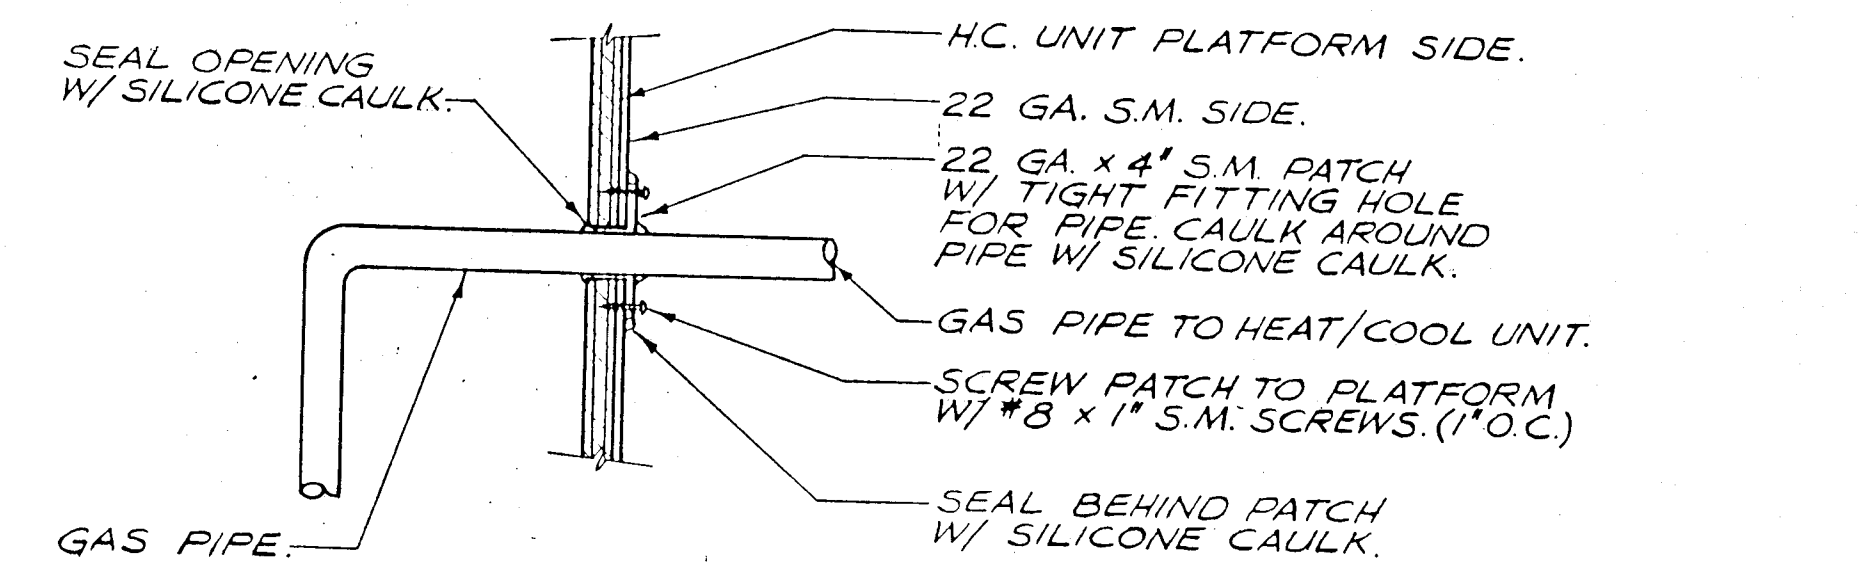 SEAL OPENING
W/ SILICONE CAULK.
H.C. UNIT PLATFORM SIDE.
22 GA. S.M. SIDE.
22 GA. x 4" S.M. PATCH
W/ TIGHT FITTING HOLE
FOR PIPE. CAULK AROUND
PIPE W/ SILICONE CAULK.
GAS PIPE TO HEAT/COOL UNIT.
SCREW PATCH TO PLATFORM
W/ #8 x 1" S.M. SCREWS. (1" O.C.)
SEAL BEHIND PATCH
W/ SILICONE CAULK.
GAS PIPE.